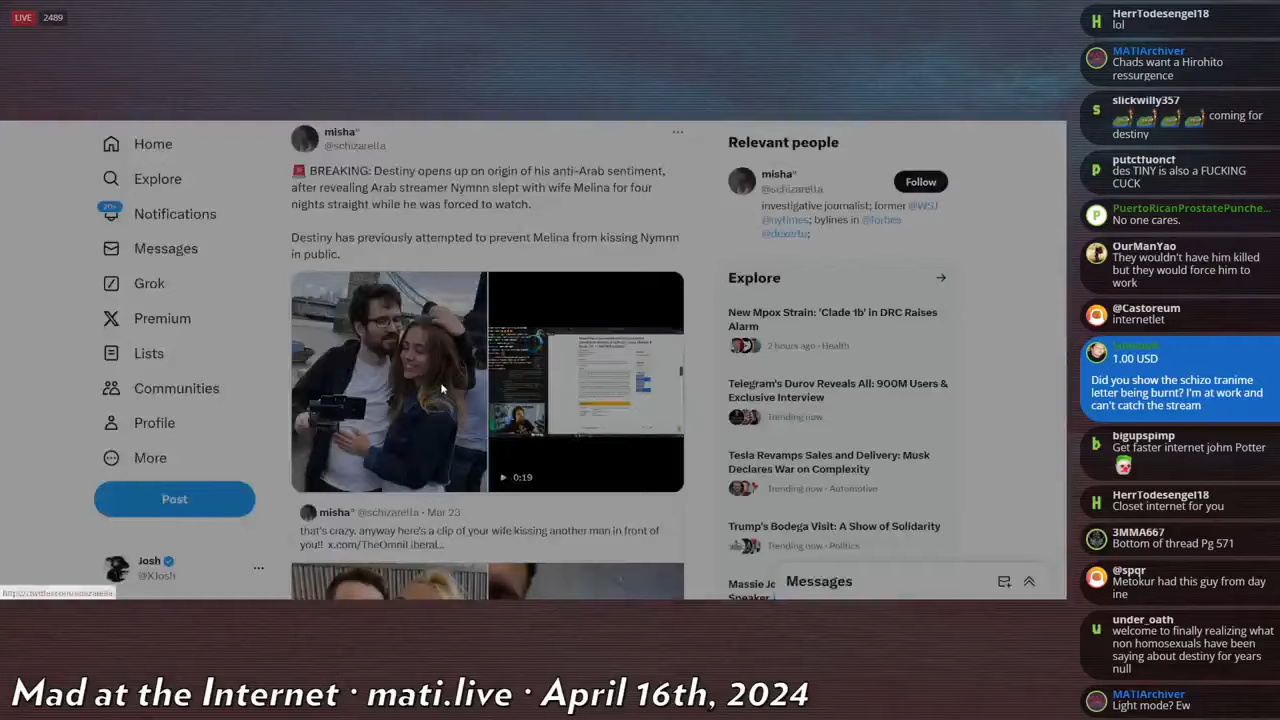 LIVE 2489
Home
Explore
20+
Notifications
Messages
Grok
Premium
Lists
Communities
Profile
More
Post
Josh
@XJosh
misha"
@schizarella
🚨 BREAKING: Destiny opens up on origin of his anti-Arab sentiment,
after revealing Arab streamer Nymnn slept with wife Melina for four
nights straight while he was forced to watch.
Destiny has previously attempted to prevent Melina from kissing Nymnn
in public.
0:19
misha" @schizarella · Mar 23
that's crazy. anyway here's a clip of your wife kissing another man in front of
you!! x.com/TheOmniLiberal…
Relevant people
misha"
@schizarella
Follow
investigative journalist; former @WSJ
@nytimes; bylines in @forbes
Explore
New Mpox Strain: 'Clade 1b' in DRC Raises
Alarm
2 hours ago · Health
Telegram's Durov Reveals All: 900M Users &
Exclusive Interview
Trending now
Tesla Revamps Sales and Delivery: Musk
Declares War on Complexity
Trending now · Automotive
Trump's Bodega Visit: A Show of Solidarity
Trending now · Politics
Massie Jo
Speaker
Messages
HerrTodesengel18
lol
MATIArchiver
Chads want a Hirohito
ressurgence
slickwilly357
coming for
destiny
putctfuonct
des TINY is also a FUCKING
CUCK
PuertoRicanProstatePunche...
No one cares.
OurManYao
They wouldn't have him killed
but they would force him to
work
@Castoreum
internetlet
1.00 USD
Did you show the schizo tranime
letter being burnt? I'm at work and
can't catch the stream
bigupspimp
Get faster internet johm Potter
HerrTodesengel18
Closet internet for you
3MMA667
Bottom of thread Pg 571
@spqr
Metokur had this guy from day
ine
under_oath
welcome to finally realizing what
non homosexuals have been
saying about destiny for years
null
MATIArchiver
Light mode? Ew
Mad at the Internet · mati.live · April 16th, 2024